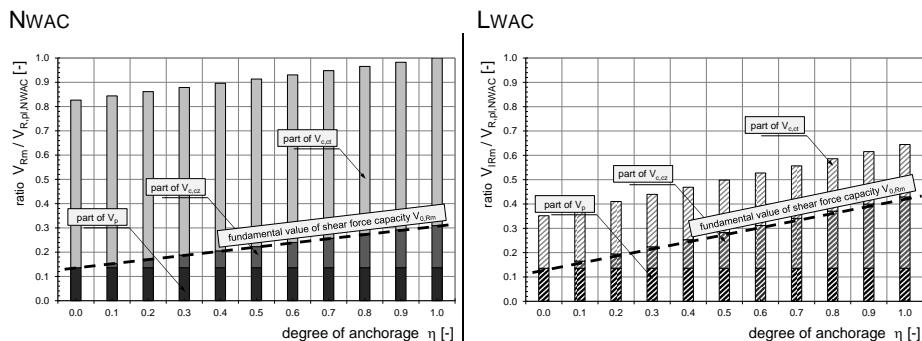 NWAC
ratio V_Rm / V_R,pl,NWAC [-]
1.0
0.9
0.8
0.7
0.6
0.5
0.4
0.3
0.2
0.1
0.0
part of V_c,ct
part of V_c,cz
part of V_p
fundamental value of shear force capacity V_0,Rm
0.0 0.1 0.2 0.3 0.4 0.5 0.6 0.7 0.8 0.9 1.0
degree of anchorage η [-]
LWAC
ratio V_lRm / V_R,pl,NWAC [-]
1.0
0.9
0.8
0.7
0.6
0.5
0.4
0.3
0.2
0.1
0.0
part of V_c,ct
part of V_c,cz
part of V_p
fundamental value of shear force capacity V_0,Rm
0.0 0.1 0.2 0.3 0.4 0.5 0.6 0.7 0.8 0.9 1.0
degree of anchorage η [-]